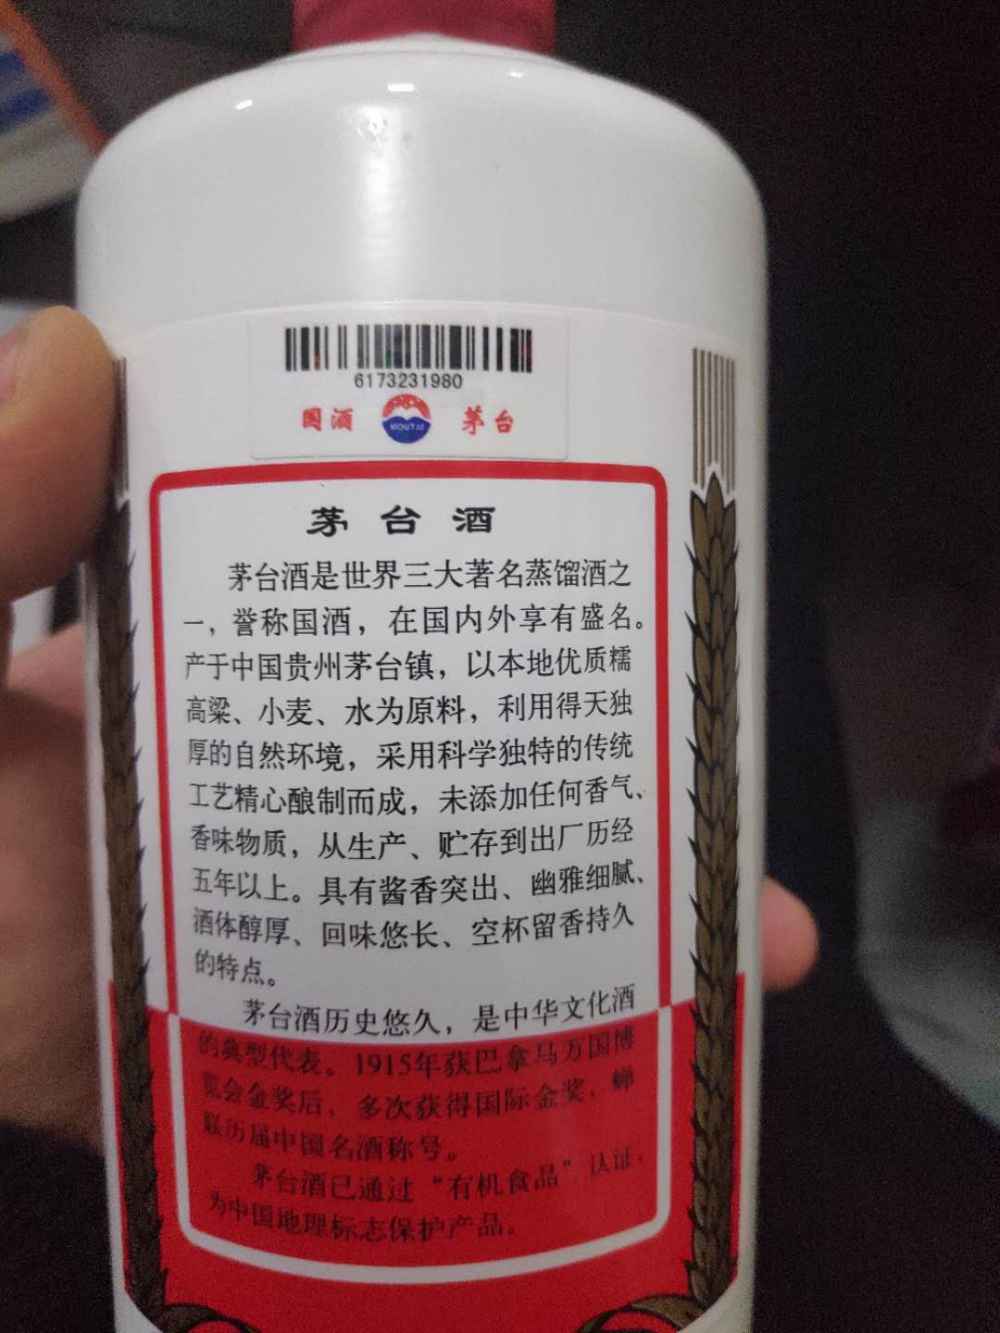 6173231980
国酒 MOUTAI 茅台
茅台酒
茅台酒是世界三大著名蒸馏酒之
一，誉称国酒，在国内外享有盛名。
产于中国贵州茅台镇，以本地优质糯
高粱、小麦、水为原料，利用得天独
厚的自然环境，采用科学独特的传统
工艺精心酿制而成，未添加任何香气、
香味物质，从生产、贮存到出厂历经
五年以上。具有酱香突出、幽雅细腻、
酒体醇厚、回味悠长、空杯留香持久
的特点。
茅台酒历史悠久，是中华文化酒
的典型代表。1915年获巴拿马万国博
览会金奖后，多次获得国际金奖，蝉
联历届中国名酒称号。
茅台酒已通过“有机食品”认证，
为中国地理标志保护产品。